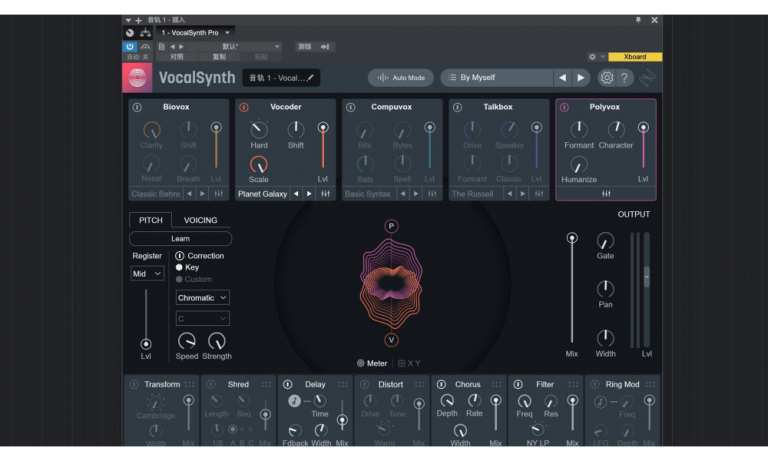 音轨 1 - 插入
1 - VocalSynth Pro
默认*
自动: 关 对照 复制 粘贴
Xboard
VocalSynth 音轨 1 - Vocal... Auto Mode By Myself ?
Biovox Vocoder Compuvox Talkbox Polyvox
Clarity Shift Hard Shift Bits Bytes Drive Speaker Formant Character
Nasal Breath Lvl Scale Lvl Bats Spell Lvl Formant Classic Lvl Humanize Lvl
Classic Bahn Planet Galaxy Basic Syntax The Russell
PITCH VOICING OUTPUT
Learn
P
Register Correction Gate
Key
Mid Custom
Chromatic Pan
C
V
Lvl Speed Strength Mix Width Lvl
Meter X Y
Transform Shred Delay Distort Chorus Filter Ring Mod
Cambridge Length Seq Time Drive Tone Depth Rate Freq Res Freq
Width Mix 1/8 A B C Mix Fdback Width Mix Warm Mix Width Mix NY LP Mix LFO Depth Mix